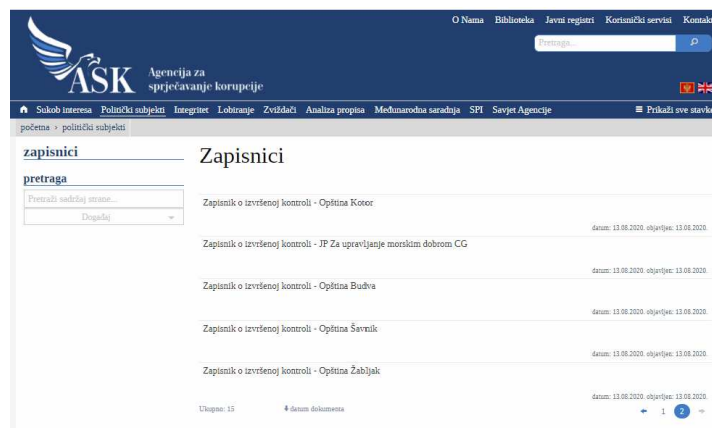 O Nama Biblioteka Javni registri Korisnički servisi Kontakt
Pretraga...
ASK
Agencija za
sprječavanje korupcije
Sukob interesa Politički subjekti Integritet Lobiranje Zviždači Analiza propisa Međunarodna saradnja SPI Savjet Agencije Prikaži sve stavke
početna › politički subjekti
zapisnici
Zapisnici
pretraga
Pretraži sadržaj strane...
Događaj
Zapisnik o izvršenoj kontroli - Opština Kotor
datum: 13.08.2020. objavljen: 13.08.2020.
Zapisnik o izvršenoj kontroli - JP Za upravljanje morskim dobrom CG
datum: 13.08.2020. objavljen: 13.08.2020.
Zapisnik o izvršenoj kontroli - Opština Budva
datum: 13.08.2020. objavljen: 13.08.2020.
Zapisnik o izvršenoj kontroli - Opština Šavnik
datum: 13.08.2020. objavljen: 13.08.2020.
Zapisnik o izvršenoj kontroli - Opština Žabljak
datum: 13.08.2020. objavljen: 13.08.2020.
Ukupno: 15 datum dokumenta 1 2